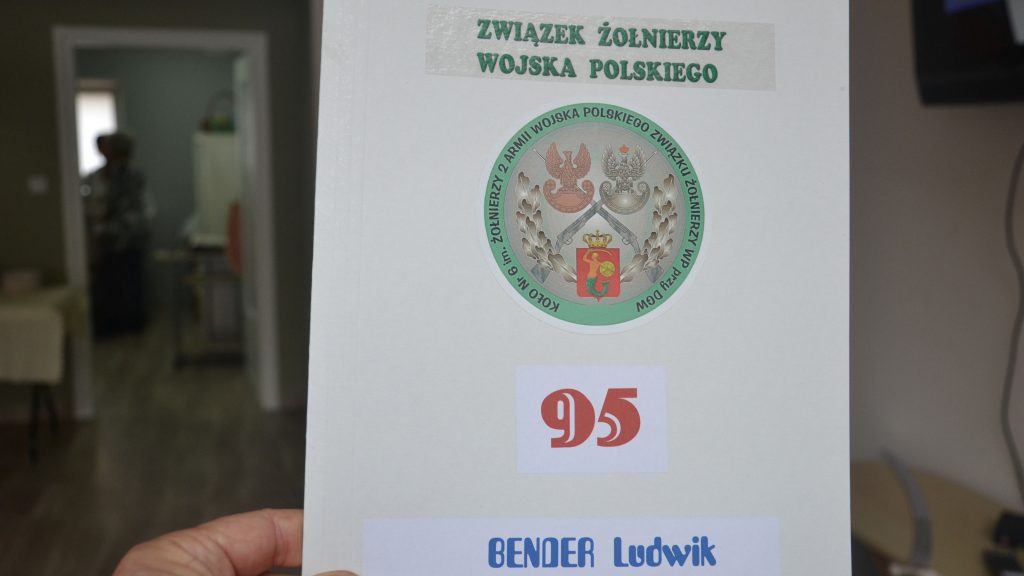 ZWIĄZEK ŻOŁNIERZY
WOJSKA POLSKIEGO
KOŁO Nr 6 im. ŻOŁNIERZY 2 ARMII WOJSKA POLSKIEGO ZWIĄZKU ŻOŁNIERZY WP przy DGW
95
BENDER Ludwik